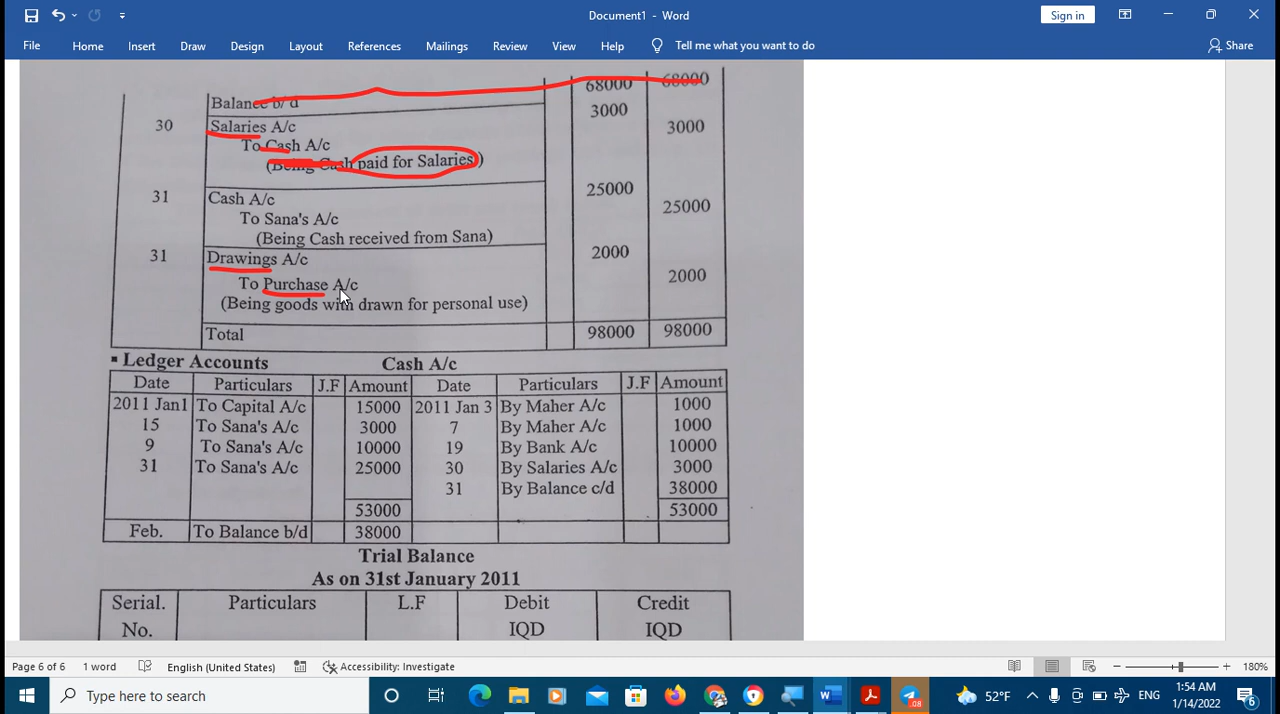 Document1 - Word
Sign in
File Home Insert Draw Design Layout References Mailings Review View Help Tell me what you want to do Share
Balance b/d 68000 68000
30 Salaries A/c 3000
To Cash A/c 3000
(Being Cash paid for Salaries)
31 Cash A/c 25000
To Sana's A/c 25000
(Being Cash received from Sana)
31 Drawings A/c 2000
To Purchase A/c 2000
(Being goods with drawn for personal use)
Total 98000 98000
▪ Ledger Accounts Cash A/c
Date Particulars J.F Amount Date Particulars J.F Amount
2011 Jan1 To Capital A/c 15000 2011 Jan 3 By Maher A/c 1000
15 To Sana's A/c 3000 7 By Maher A/c 1000
9 To Sana's A/c 10000 19 By Bank A/c 10000
31 To Sana's A/c 25000 30 By Salaries A/c 3000
31 By Balance c/d 38000
53000 53000
Feb. To Balance b/d 38000
Trial Balance
As on 31st January 2011
Serial. Particulars L.F Debit Credit
No. IQD IQD
Page 6 of 6 1 word English (United States) Accessibility: Investigate 180%
Type here to search .08 52°F ENG 1:54 AM
1/14/2022 6